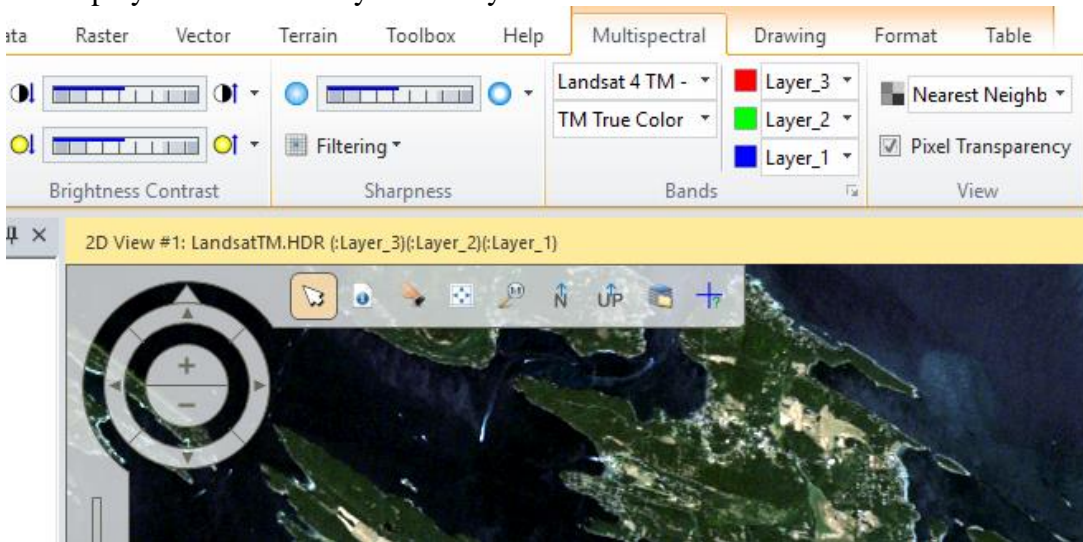 ata Raster Vector Terrain Toolbox Help Multispectral Drawing Format Table
Landsat 4 TM - Layer_3 Nearest Neighb
TM True Color Layer_2
Filtering Layer_1 Pixel Transparency
Brightness Contrast Sharpness Bands View
2D View #1: LandsatTM.HDR (:Layer_3)(:Layer_2)(:Layer_1)
1:1 N UP ?